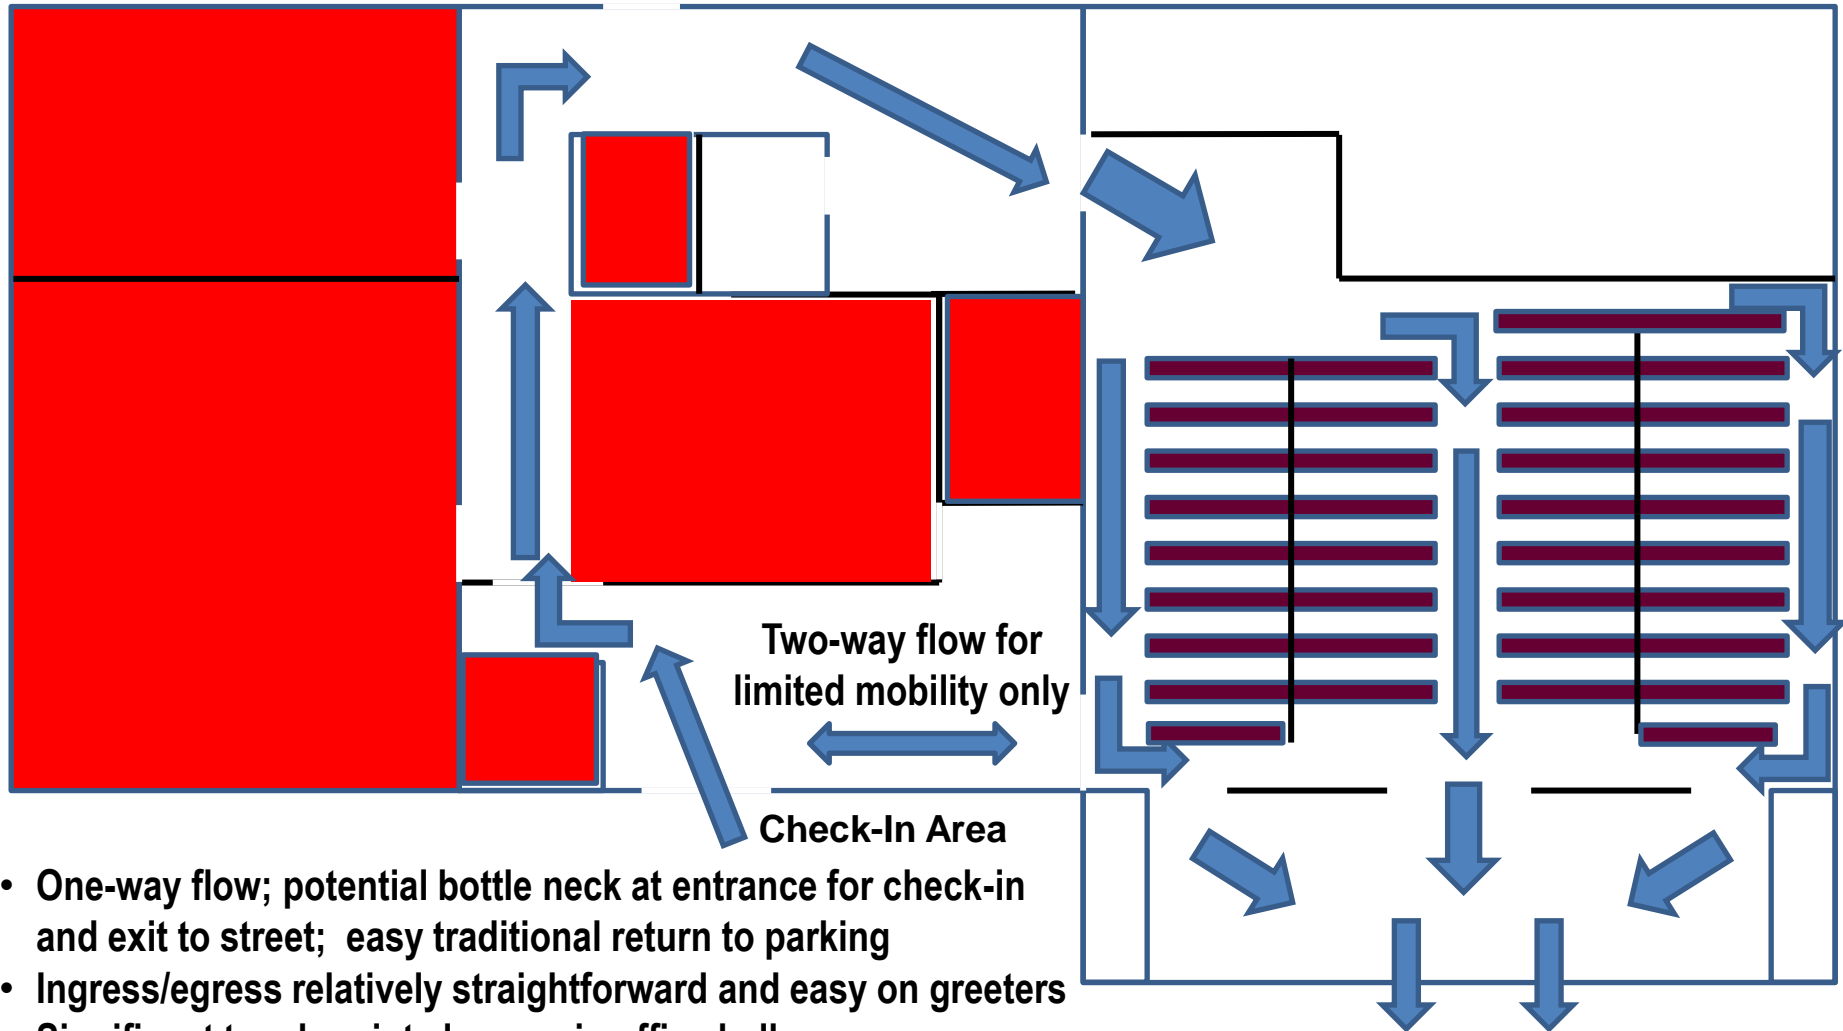 Two-way flow for
limited mobility only
Check-In Area
• One-way flow; potential bottle neck at entrance for check-in
and exit to street; easy traditional return to parking
• Ingress/egress relatively straightforward and easy on greeters